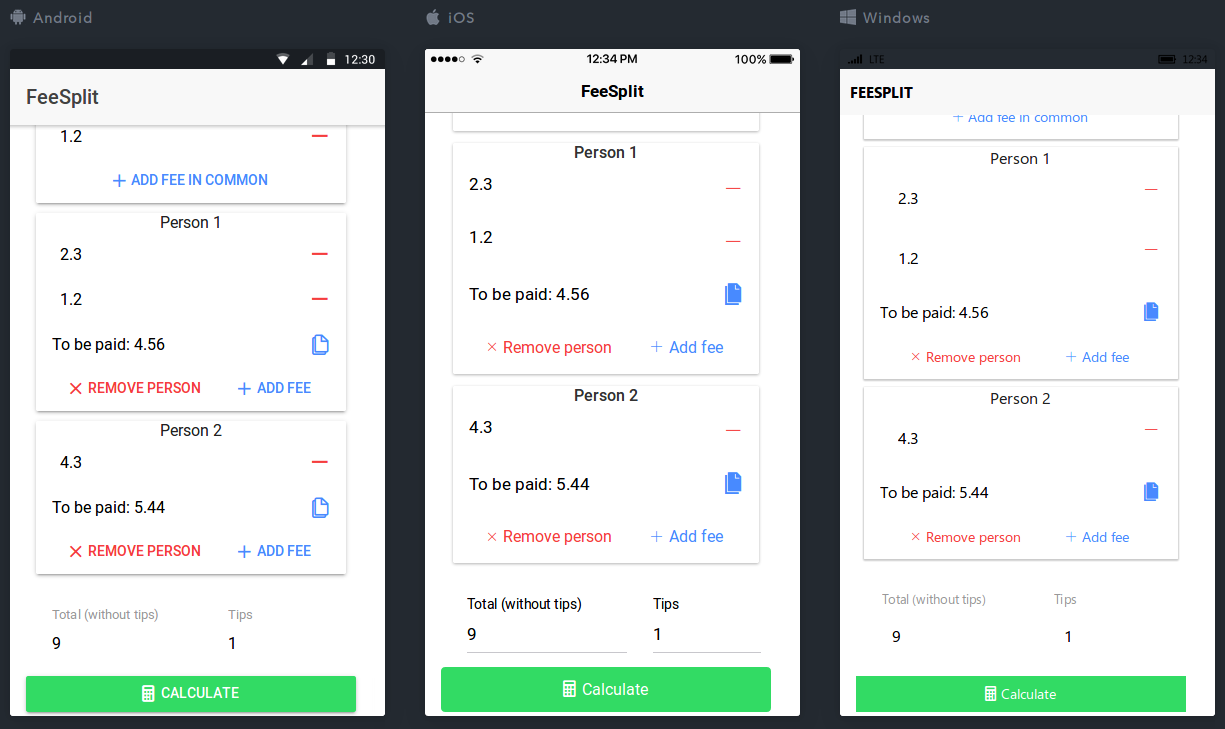 Android
12:30
FeeSplit
1.2
ADD FEE IN COMMON
Person 1
2.3
1.2
To be paid: 4.56
REMOVE PERSON ADD FEE
Person 2
4.3
To be paid: 5.44
REMOVE PERSON ADD FEE
Total (without tips) Tips
9 1
CALCULATE
iOS
12:34 PM 100%
FeeSplit
Person 1
2.3
1.2
To be paid: 4.56
Remove person Add fee
Person 2
4.3
To be paid: 5.44
Remove person Add fee
Total (without tips) Tips
9 1
Calculate
Windows
LTE 12:34
FEESPLIT
Add fee in common
Person 1
2.3
1.2
To be paid: 4.56
Remove person Add fee
Person 2
4.3
To be paid: 5.44
Remove person Add fee
Total (without tips) Tips
9 1
Calculate